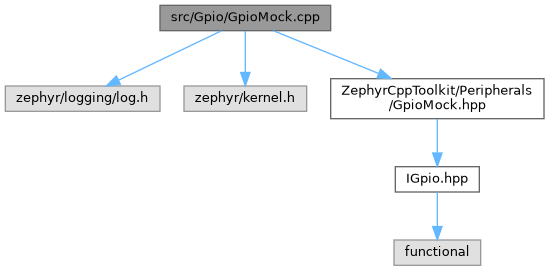 src/Gpio/GpioMock.cpp
zephyr/logging/log.h
zephyr/kernel.h
ZephyrCppToolkit/Peripherals
/GpioMock.hpp
IGpio.hpp
functional